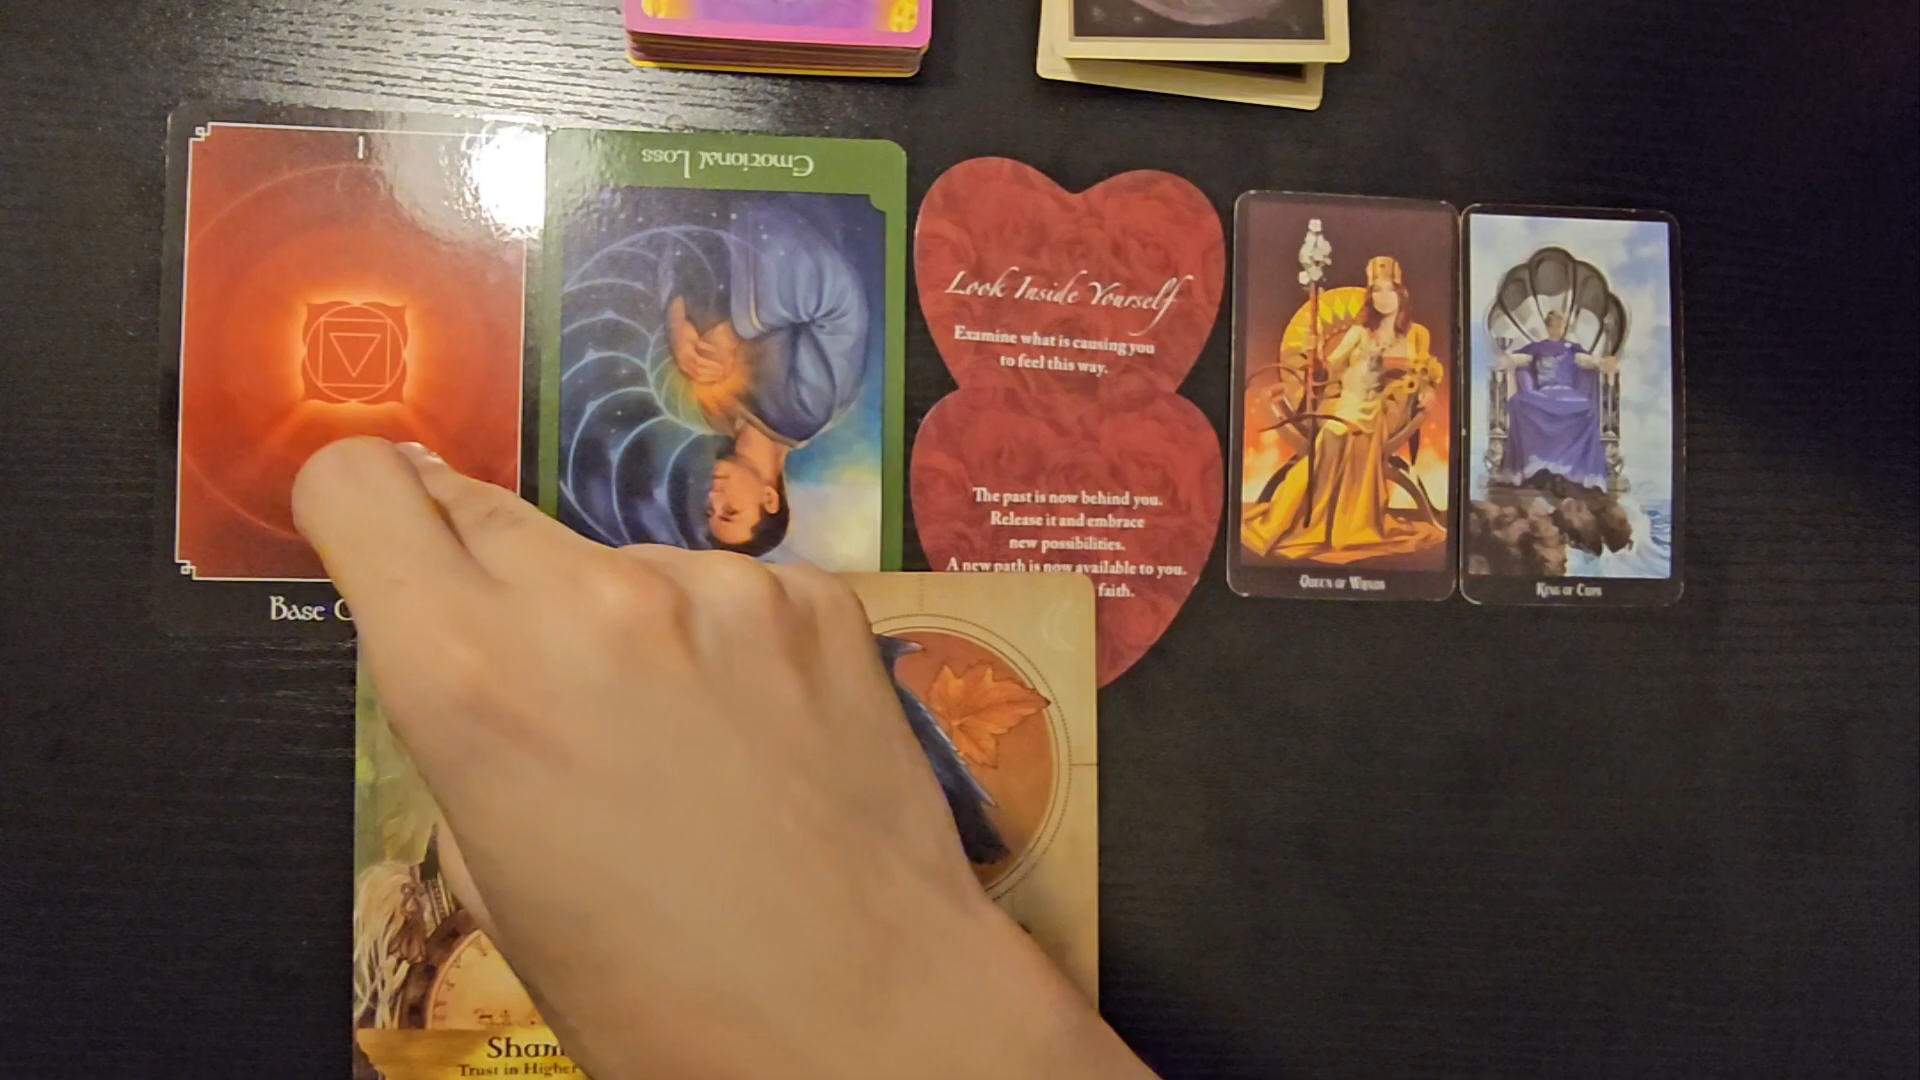 1
Emotional Loss
Look Inside Yourself
Examine what is causing you
to feel this way.
The past is now behind you.
Release it and embrace
new possibilities.
A new path is now available to you.
faith.
Queen of Wands
King of Cups
Base
Trust in Higher